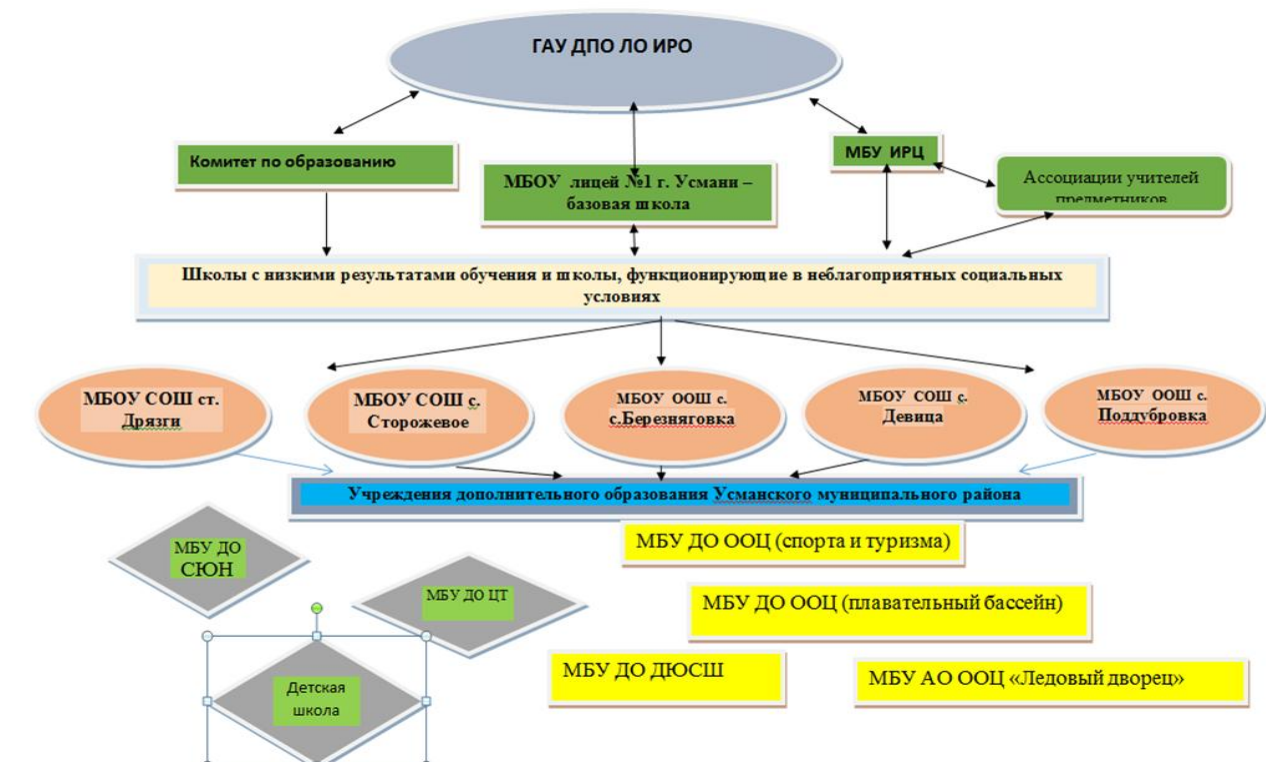 ГАУ ДПО ЛО ИРО
Комитет по образованию
МБОУ лицей №1 г. Усмани –
базовая школа
МБУ ИРЦ
Ассоциации учителей
предметников
Школы с низкими результатами обучения и школы, функционирующие в неблагоприятных социальных
условиях
МБОУ СОШ ст.
Дрязги
МБОУ СОШ с.
Сторожевое
МБОУ ООШ с.
с.Березняговка
МБОУ СОШ с.
Девица
МБОУ ООШ с.
Поддубровка
Учреждения дополнительного образования Усманского муниципального района
МБУ ДО
СЮН
МБУ ДО ЦТ
Детская
школа
МБУ ДО ООЦ (спорта и туризма)
МБУ ДО ООЦ (плавательный бассейн)
МБУ ДО ДЮСШ
МБУ АО ООЦ «Ледовый дворец»